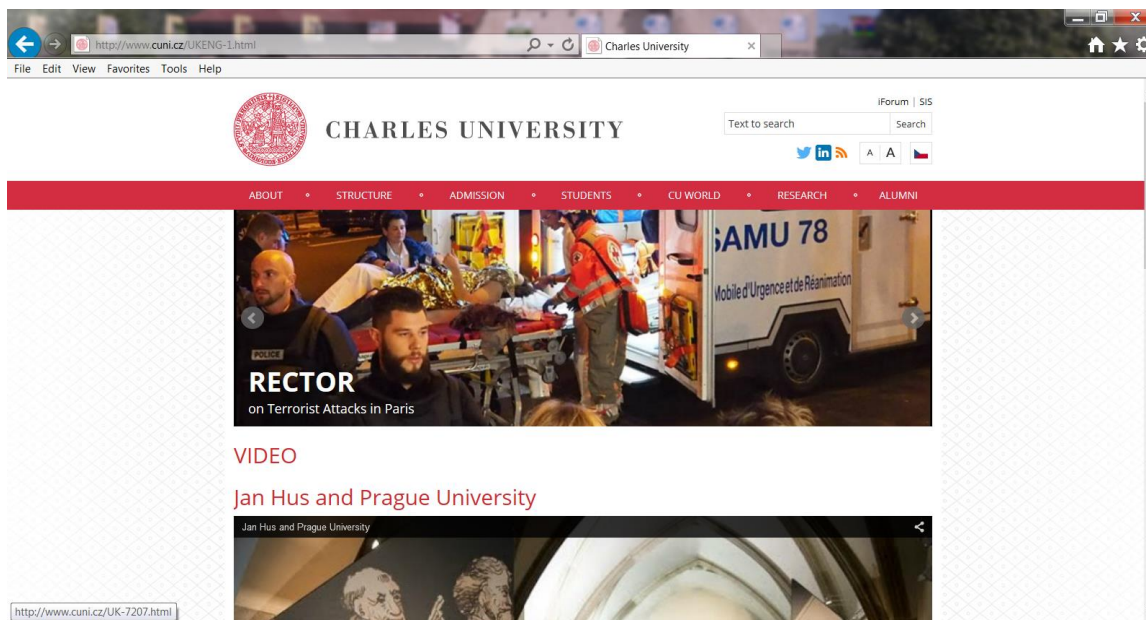 http://www.cuni.cz/UKENG-1.html
Charles University
File Edit View Favorites Tools Help
iForum | SIS
CHARLES UNIVERSITY
Text to search Search
in A A
ABOUT STRUCTURE ADMISSION STUDENTS CU WORLD RESEARCH ALUMNI
SAMU 78
Mobile d'Urgence et de Réanimation
POLICE
RECTOR
on Terrorist Attacks in Paris
VIDEO
Jan Hus and Prague University
Jan Hus and Prague University
http://www.cuni.cz/UK-7207.html